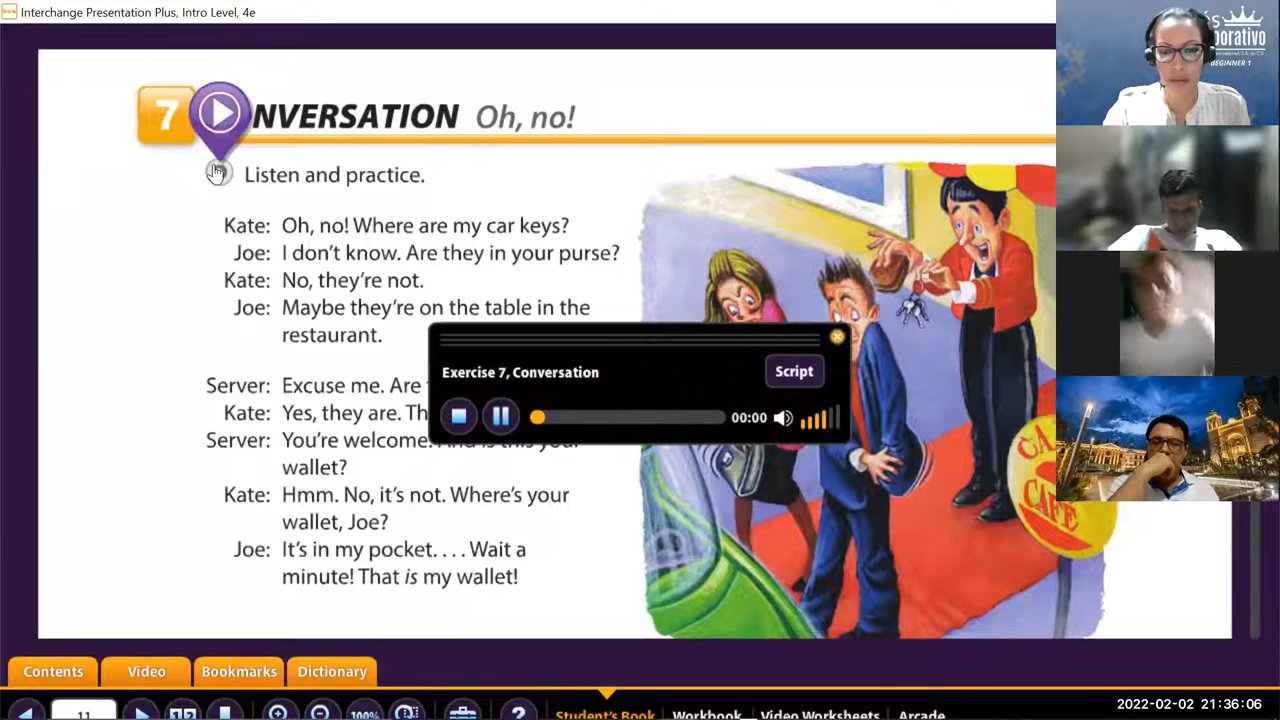 Interchange Presentation Plus, Intro Level, 4e
7 NVERSATION Oh, no!
Listen and practice.
Kate: Oh, no! Where are my car keys?
Joe: I don't know. Are they in your purse?
Kate: No, they're not.
Joe: Maybe they're on the table in the
restaurant.
Server: Excuse me. Are
Kate: Yes, they are.
Server: You're welcome. And is this your
wallet?
Kate: Hmm. No, it's not. Where's your
wallet, Joe?
Joe: It's in my pocket. . . . Wait a
minute! That is my wallet!
Exercise 7, Conversation
Script
00:00
CAFE
BEGINNER 1
Contents Video Bookmarks Dictionary
11
100%
?
Student's Book Workbook Video Worksheets Arcade
2022-02-02 21:36:06